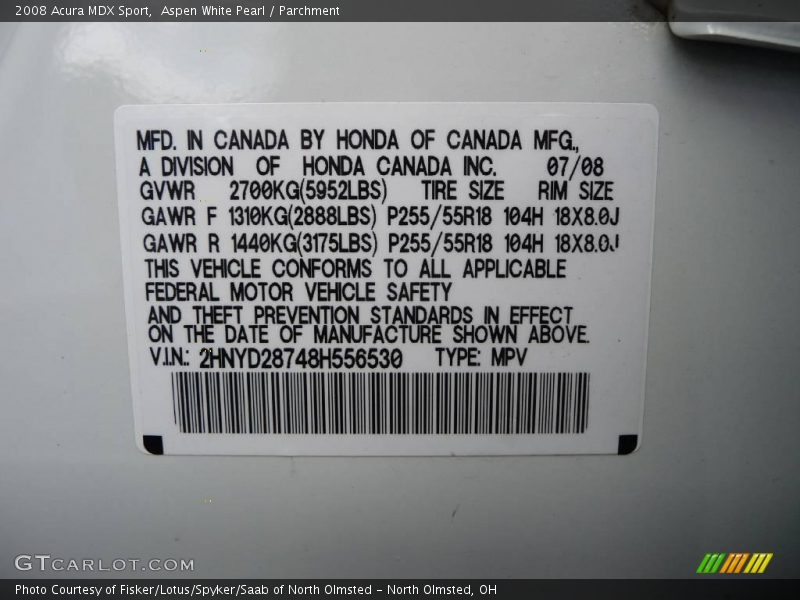 2008 Acura MDX Sport,  Aspen White Pearl / Parchment
MFD. IN CANADA BY HONDA OF CANADA MFG.,
A DIVISION OF HONDA CANADA INC. 07/08
GVWR 2700KG(5952LBS) TIRE SIZE RIM SIZE
GAWR F 1310KG(2888LBS) P255/55R18 104H 18X8.0J
GAWR R 1440KG(3175LBS) P255/55R18 104H 18X8.0J
THIS VEHICLE CONFORMS TO ALL APPLICABLE
FEDERAL MOTOR VEHICLE SAFETY
AND THEFT PREVENTION STANDARDS IN EFFECT
ON THE DATE OF MANUFACTURE SHOWN ABOVE.
V.I.N.: 2HNYD28748H556530 TYPE: MPV
GTCARLOT.COM
Photo Courtesy of Fisker/Lotus/Spyker/Saab of North Olmsted - North Olmsted, OH